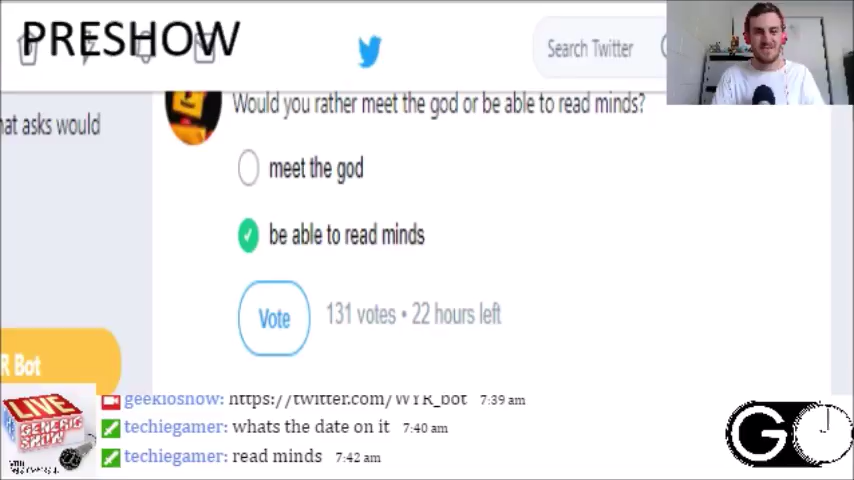 PRESHOW
Search Twitter
Would you rather meet the god or be able to read minds?
hat asks would
meet the god
be able to read minds
Vote
131 votes • 22 hours left
R Bot
geekioshow: https://twitter.com/WYR_bot 7:39 am
techiegamer: whats the date on it 7:40 am
techiegamer: read minds 7:42 am
LIVE
GENERIC
SHOW
GO